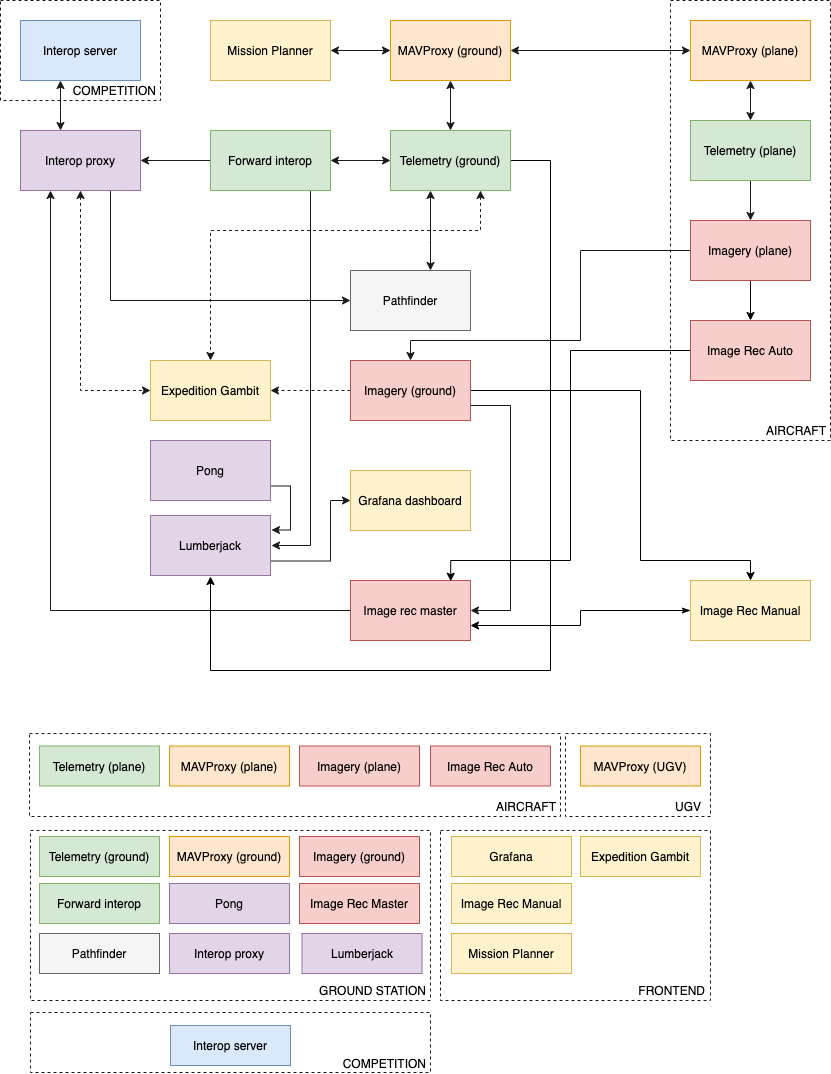 Interop server
Mission Planner
MAVProxy (ground)
MAVProxy (plane)
COMPETITION
Interop proxy
Forward interop
Telemetry (ground)
Telemetry (plane)
Imagery (plane)
Pathfinder
Image Rec Auto
Expedition Gambit
Imagery (ground)
AIRCRAFT
Pong
Grafana dashboard
Lumberjack
Image rec master
Image Rec Manual
Telemetry (plane)
MAVProxy (plane)
Imagery (plane)
Image Rec Auto
AIRCRAFT
MAVProxy (UGV)
UGV
Telemetry (ground)
MAVProxy (ground)
Imagery (ground)
Forward interop
Pong
Image Rec Master
Pathfinder
Interop proxy
Lumberjack
GROUND STATION
Grafana
Expedition Gambit
Image Rec Manual
Mission Planner
FRONTEND
Interop server
COMPETITION